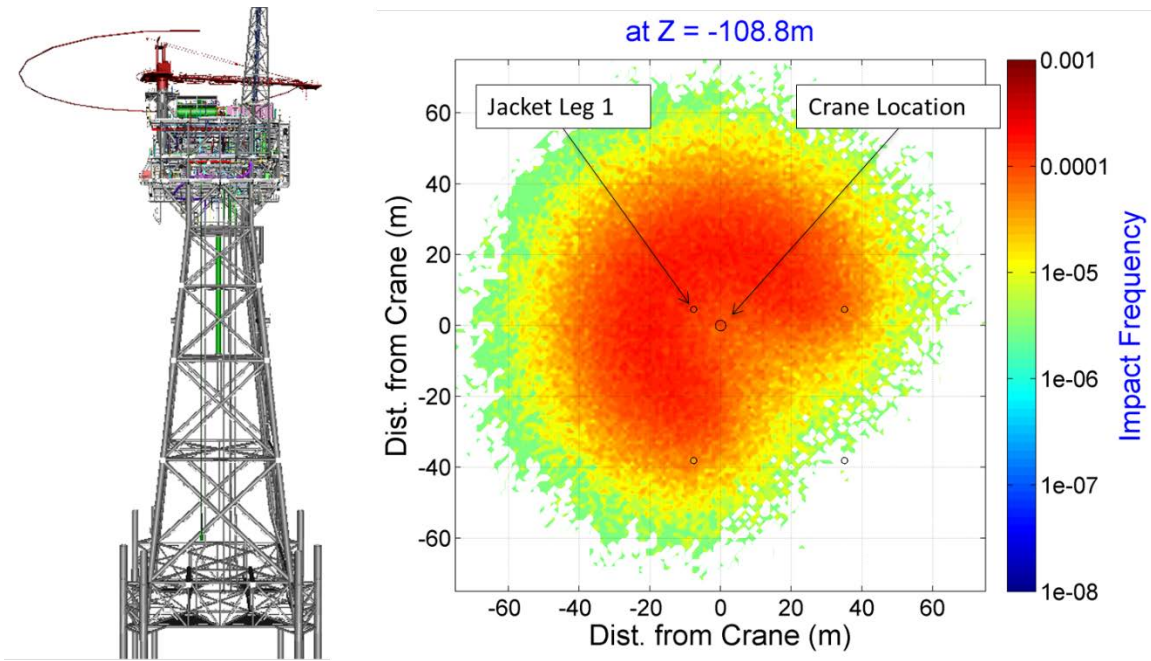 at Z = -108.8m
Jacket Leg 1
Crane Location
60
40
20
0
-20
-40
-60
Dist. from Crane (m)
-60 -40 -20 0 20 40 60
Dist. from Crane (m)
0.001
0.0001
1e-05
1e-06
1e-07
1e-08
Impact Frequency